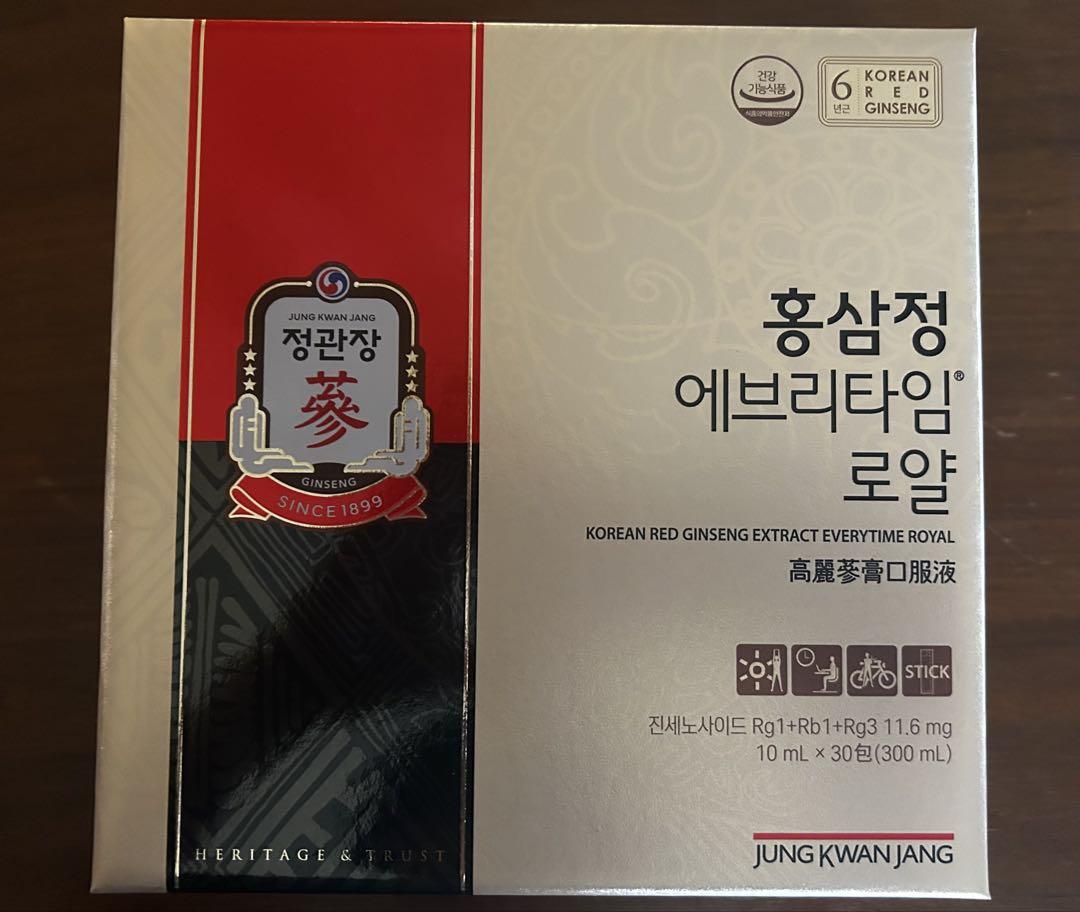 건강
기능식품
식품의약품안전처
6
년근
KOREAN
RED
GINSENG
JUNG KWAN JANG
정관장
蔘
GINSENG
SINCE 1899
홍삼정
에브리타임®
로얄
KOREAN RED GINSENG EXTRACT EVERYTIME ROYAL
高麗蔘膏口服液
STICK
진세노사이드 Rg1+Rb1+Rg3 11.6 mg
10 mL × 30包(300 mL)
HERITAGE & TRUST
JUNG KWAN JANG